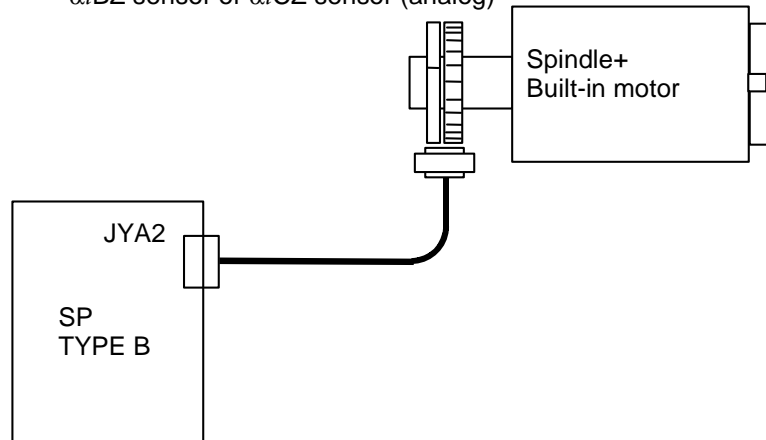 αiBZ sensor or αiCZ sensor (analog)
Spindle+
Built-in motor
JYA2
SP
TYPE B